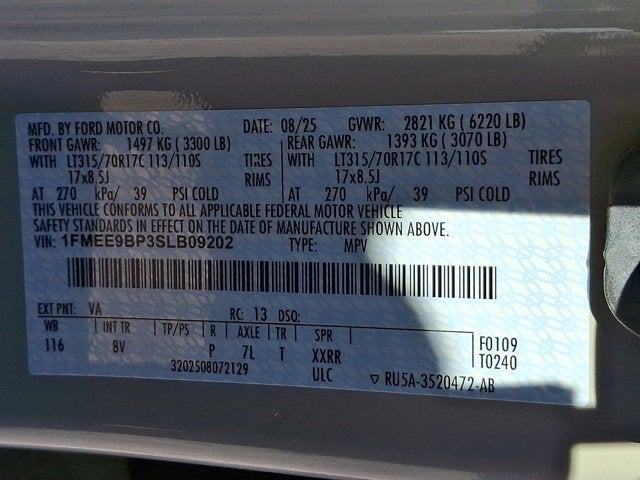 MFD. BY FORD MOTOR CO. DATE: 08/25 GVWR: 2821 KG ( 6220 LB)
FRONT GAWR: 1497 KG ( 3300 LB) REAR GAWR: 1393 KG ( 3070 LB)
WITH LT315/70R17C 113/110S TIRES WITH LT315/70R17C 113/110S TIRES
17x8.5J RIMS 17x8.5J RIMS
AT 270 kPa/ 39 PSI COLD AT 270 kPa/ 39 PSI COLD
THIS VEHICLE CONFORMS TO ALL APPLICABLE FEDERAL MOTOR VEHICLE
SAFETY STANDARDS IN EFFECT ON THE DATE OF MANUFACTURE SHOWN ABOVE.
VIN: 1FMEE9BP3SLB09202 TYPE: MPV
EXT PNT: VA RC: 13 DSO:
WB INT TR TP/PS R AXLE TR SPR F0109
116 8V P 7L T XXRR T0240
3202508072129 ULC ▽ RU5A-3520472-AB